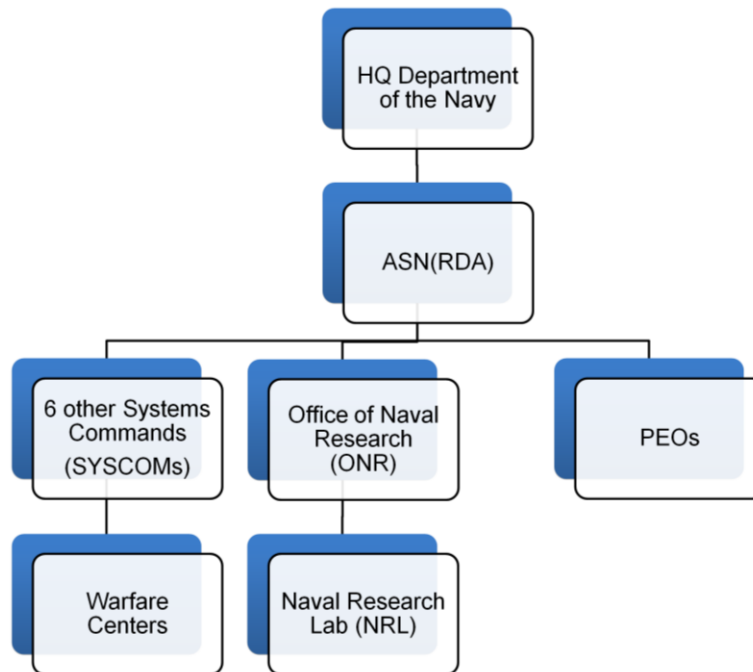 HQ Department
of the Navy
ASN(RDA)
6 other Systems
Commands
(SYSCOMs)
Office of Naval
Research
(ONR)
PEOs
Warfare
Centers
Naval Research
Lab (NRL)